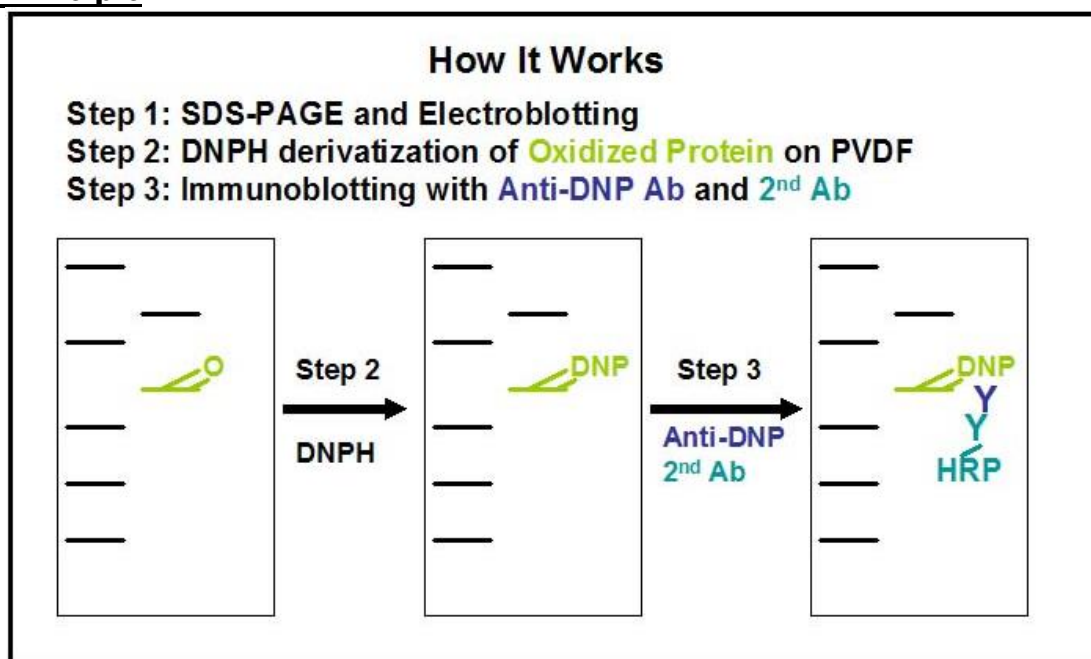 How It Works
Step 1: SDS-PAGE and Electroblotting
Step 2: DNPH derivatization of Oxidized Protein on PVDF
Step 3: Immunoblotting with Anti-DNP Ab and 2nd Ab
O
Step 2
DNPH
DNP
Step 3
Anti-DNP
2nd Ab
DNP
Y
Y
HRP